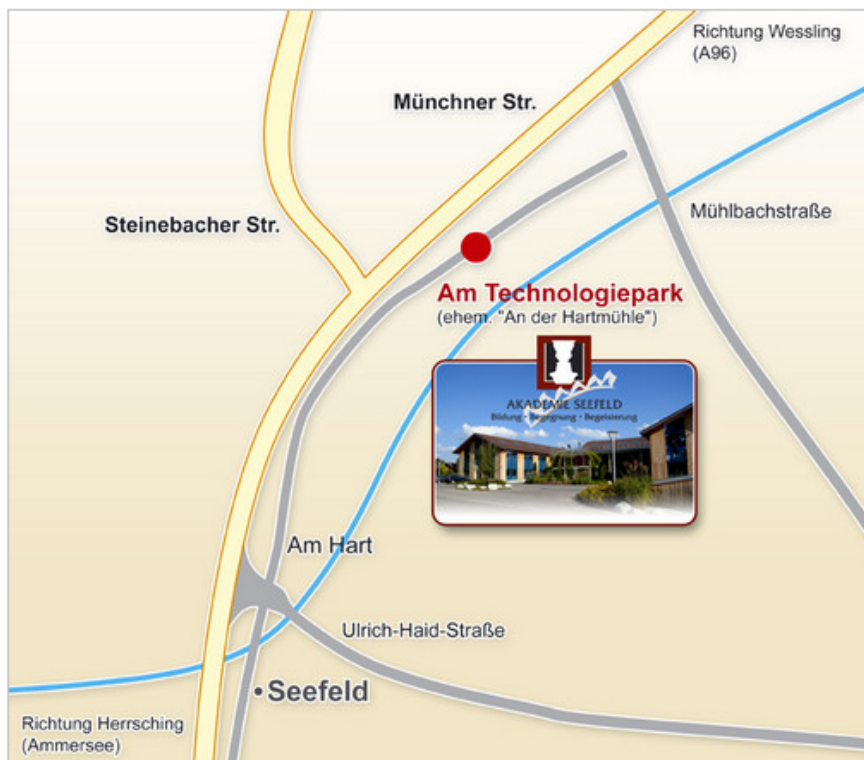 Richtung Wessling
(A96)
Münchner Str.
Mühlbachstraße
Steinebacher Str.
Am Technologiepark
(ehem. "An der Hartmühle")
AKADEMIE SEEFELD
Bildung · Begegnung · Begeisterung
Am Hart
Ulrich-Haid-Straße
Seefeld
Richtung Herrsching
(Ammersee)